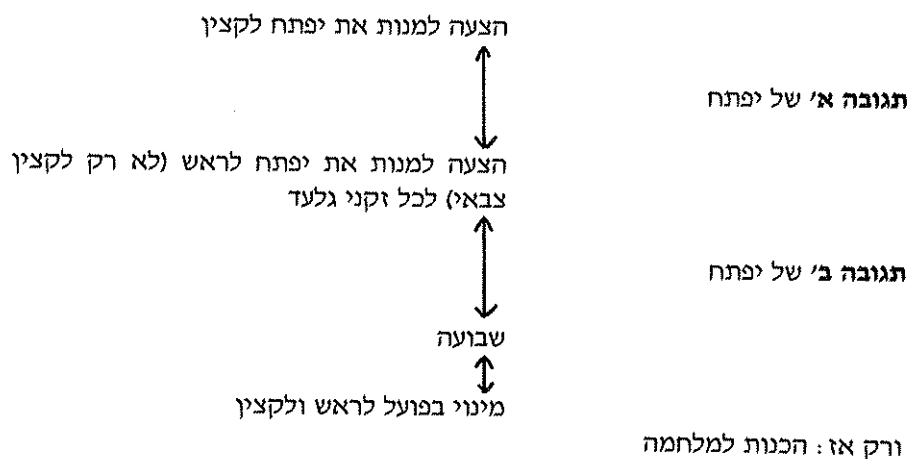 הצעה למנות את יפתח לקצין
תגובה א׳ של יפתח
הצעה למנות את יפתח לראש (לא רק לקצין
צבאי) לכל זקני גלעד
תגובה ב׳ של יפתח
שבועה
מינוי בפועל לראש ולקצין
ורק אז: הכנות למלחמה